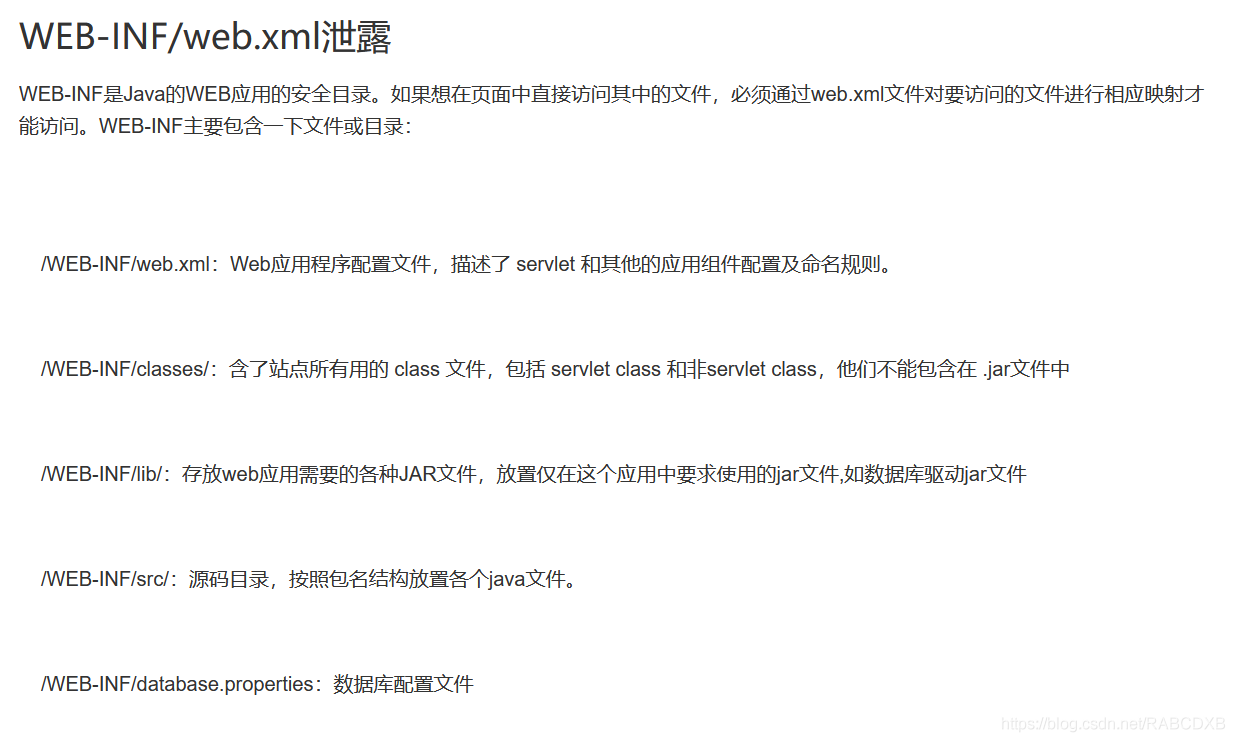 WEB-INF/web.xml泄露
WEB-INF是Java的WEB应用的安全目录。如果想在页面中直接访问其中的文件，必须通过web.xml文件对要访问的文件进行相应映射才
能访问。WEB-INF主要包含一下文件或目录：
/WEB-INF/web.xml：Web应用程序配置文件，描述了 servlet 和其他的应用组件配置及命名规则。
/WEB-INF/classes/：含了站点所有用的 class 文件，包括 servlet class 和非servlet class，他们不能包含在 .jar文件中
/WEB-INF/lib/：存放web应用需要的各种JAR文件，放置仅在这个应用中要求使用的jar文件,如数据库驱动jar文件
/WEB-INF/src/：源码目录，按照包名结构放置各个java文件。
/WEB-INF/database.properties：数据库配置文件
https://blog.csdn.net/RABCDXB